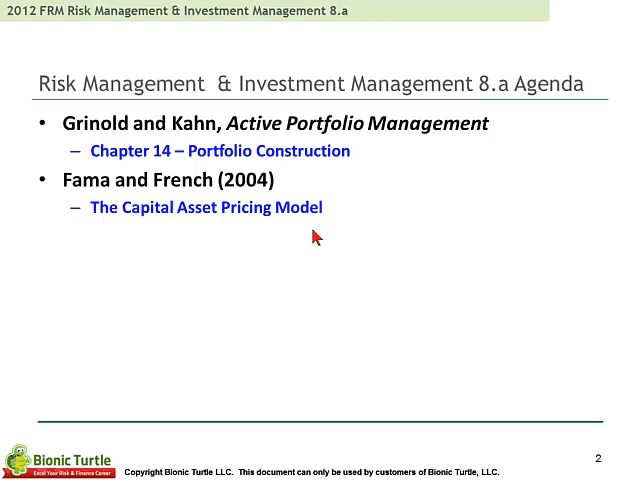 2012 FRM Risk Management & Investment Management 8.a
Risk Management & Investment Management 8.a Agenda
• Grinold and Kahn, Active Portfolio Management
– Chapter 14 – Portfolio Construction
• Fama and French (2004)
– The Capital Asset Pricing Model
2
Bionic Turtle
Excel Your Risk & Finance Career
Copyright Bionic Turtle LLC. This document can only be used by customers of Bionic Turtle, LLC.